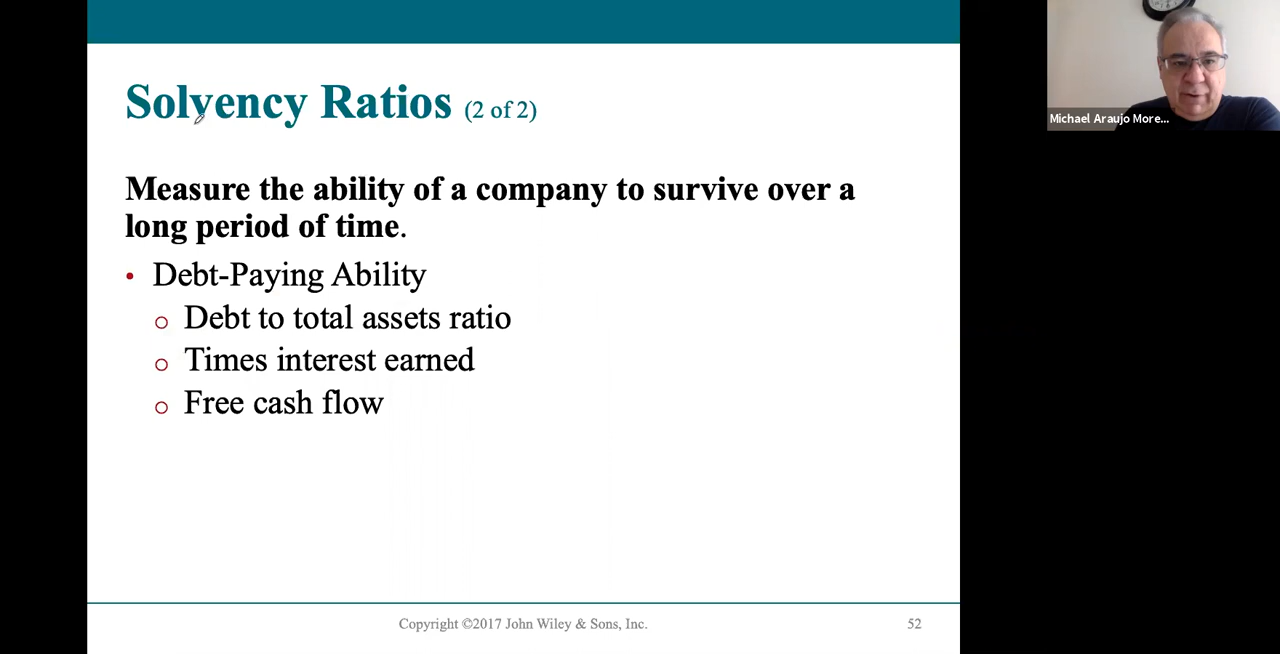 Solvency Ratios (2 of 2)
Measure the ability of a company to survive over a
long period of time.
• Debt-Paying Ability
o Debt to total assets ratio
o Times interest earned
o Free cash flow
Copyright ©2017 John Wiley & Sons, Inc.
52
Michael Araujo More...